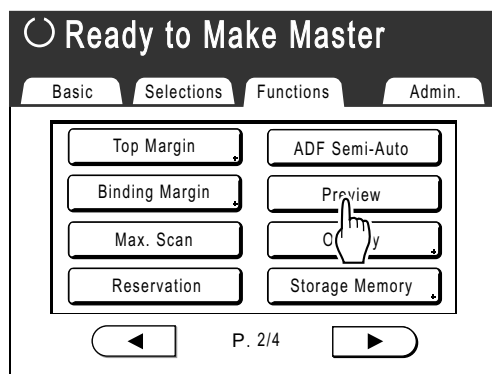 Ready to Make Master
Basic Selections Functions Admin.
Top Margin ADF Semi-Auto
Binding Margin Preview
Max. Scan
Reservation Storage Memory
P. 2/4